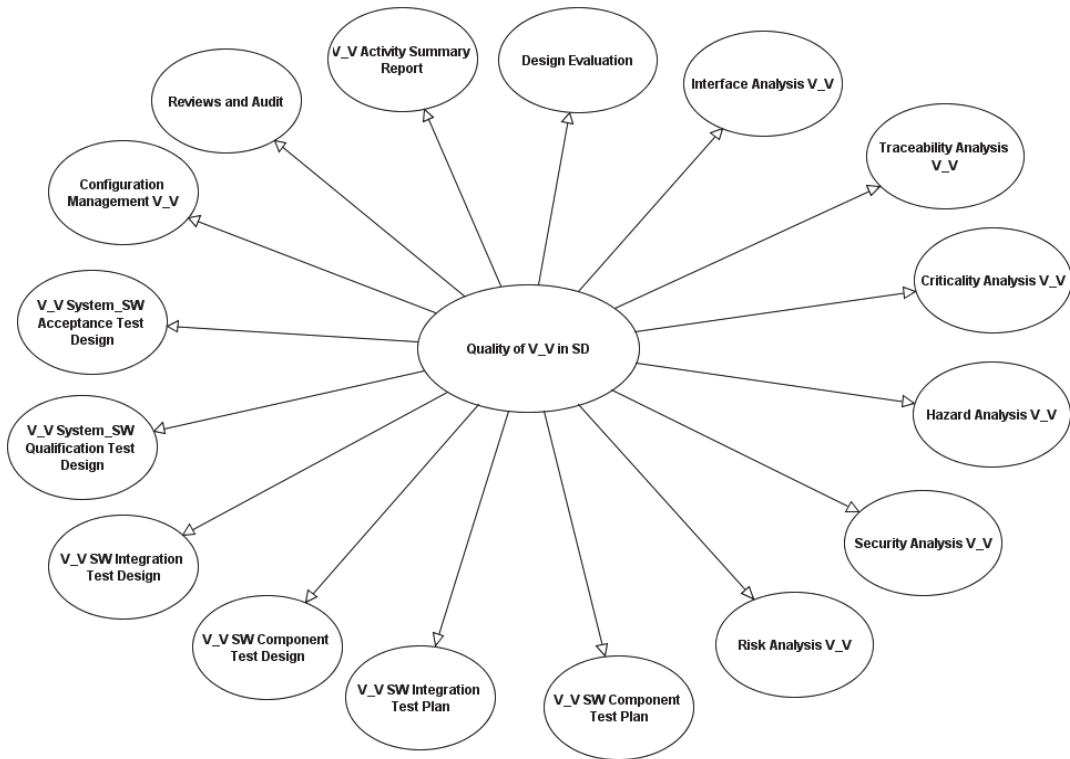 V_V Activity Summary
Report
Design Evaluation
Interface Analysis V_V
Reviews and Audit
Traceability Analysis
V_V
Configuration
Management V_V
Criticality Analysis V_V
V_V System_SW
Acceptance Test
Design
Quality of V_V in SD
Hazard Analysis V_V
V_V System_SW
Qualification Test
Design
Security Analysis V_V
V_V SW Integration
Test Design
Risk Analysis V_V
V_V SW Component
Test Design
V_V SW Integration
Test Plan
V_V SW Component
Test Plan